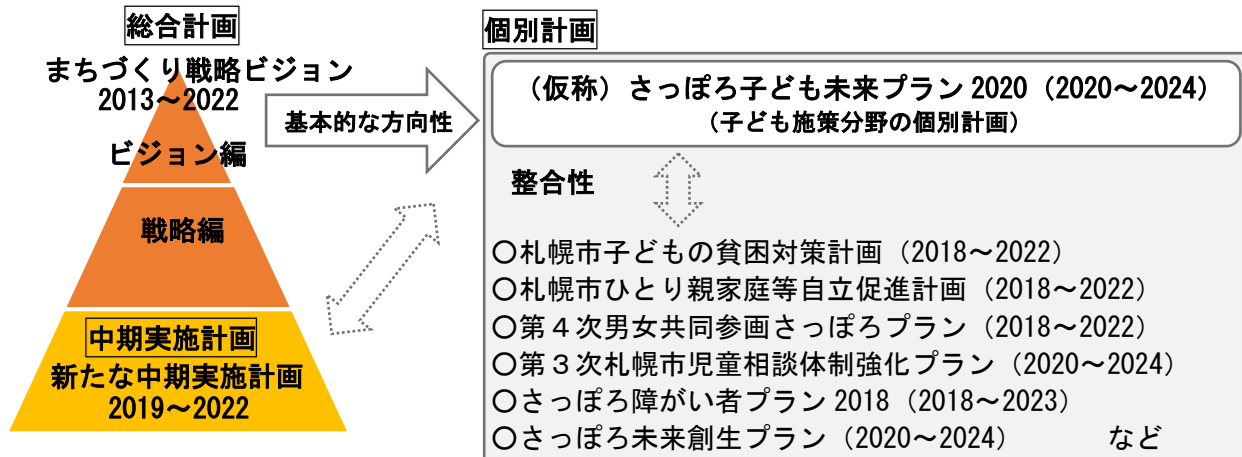 総合計画
まちづくり戦略ビジョン
2013～2022
ビジョン編
戦略編
中期実施計画
新たな中期実施計画
2019～2022
基本的な方向性
個別計画
（仮称）さっぽろ子ども未来プラン 2020（2020～2024）
（子ども施策分野の個別計画）
整合性
○札幌市子どもの貧困対策計画（2018～2022）
○札幌市ひとり親家庭等自立促進計画（2018～2022）
○第４次男女共同参画さっぽろプラン（2018～2022）
○第３次札幌市児童相談体制強化プラン（2020～2024）
○さっぽろ障がい者プラン 2018（2018～2023）
○さっぽろ未来創生プラン（2020～2024）　　　など